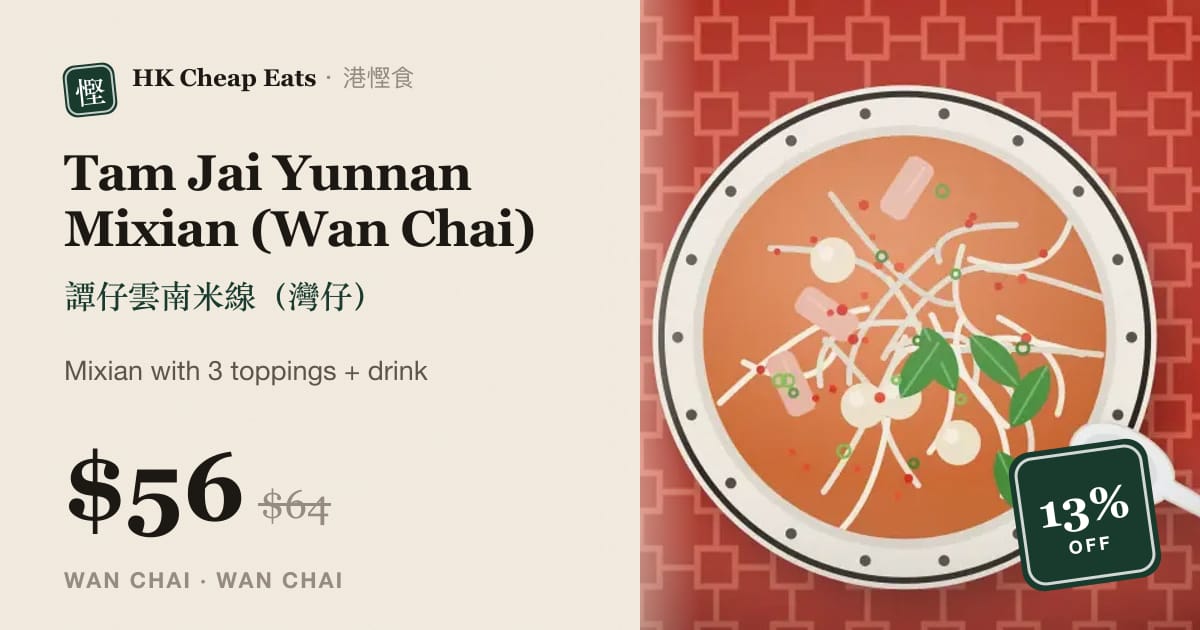 慳
HK Cheap Eats · 港慳食
Tam Jai Yunnan
Mixian (Wan Chai)
譚仔雲南米線（灣仔）
Mixian with 3 toppings + drink
$56 $64
WAN CHAI · WAN CHAI
13%
OFF